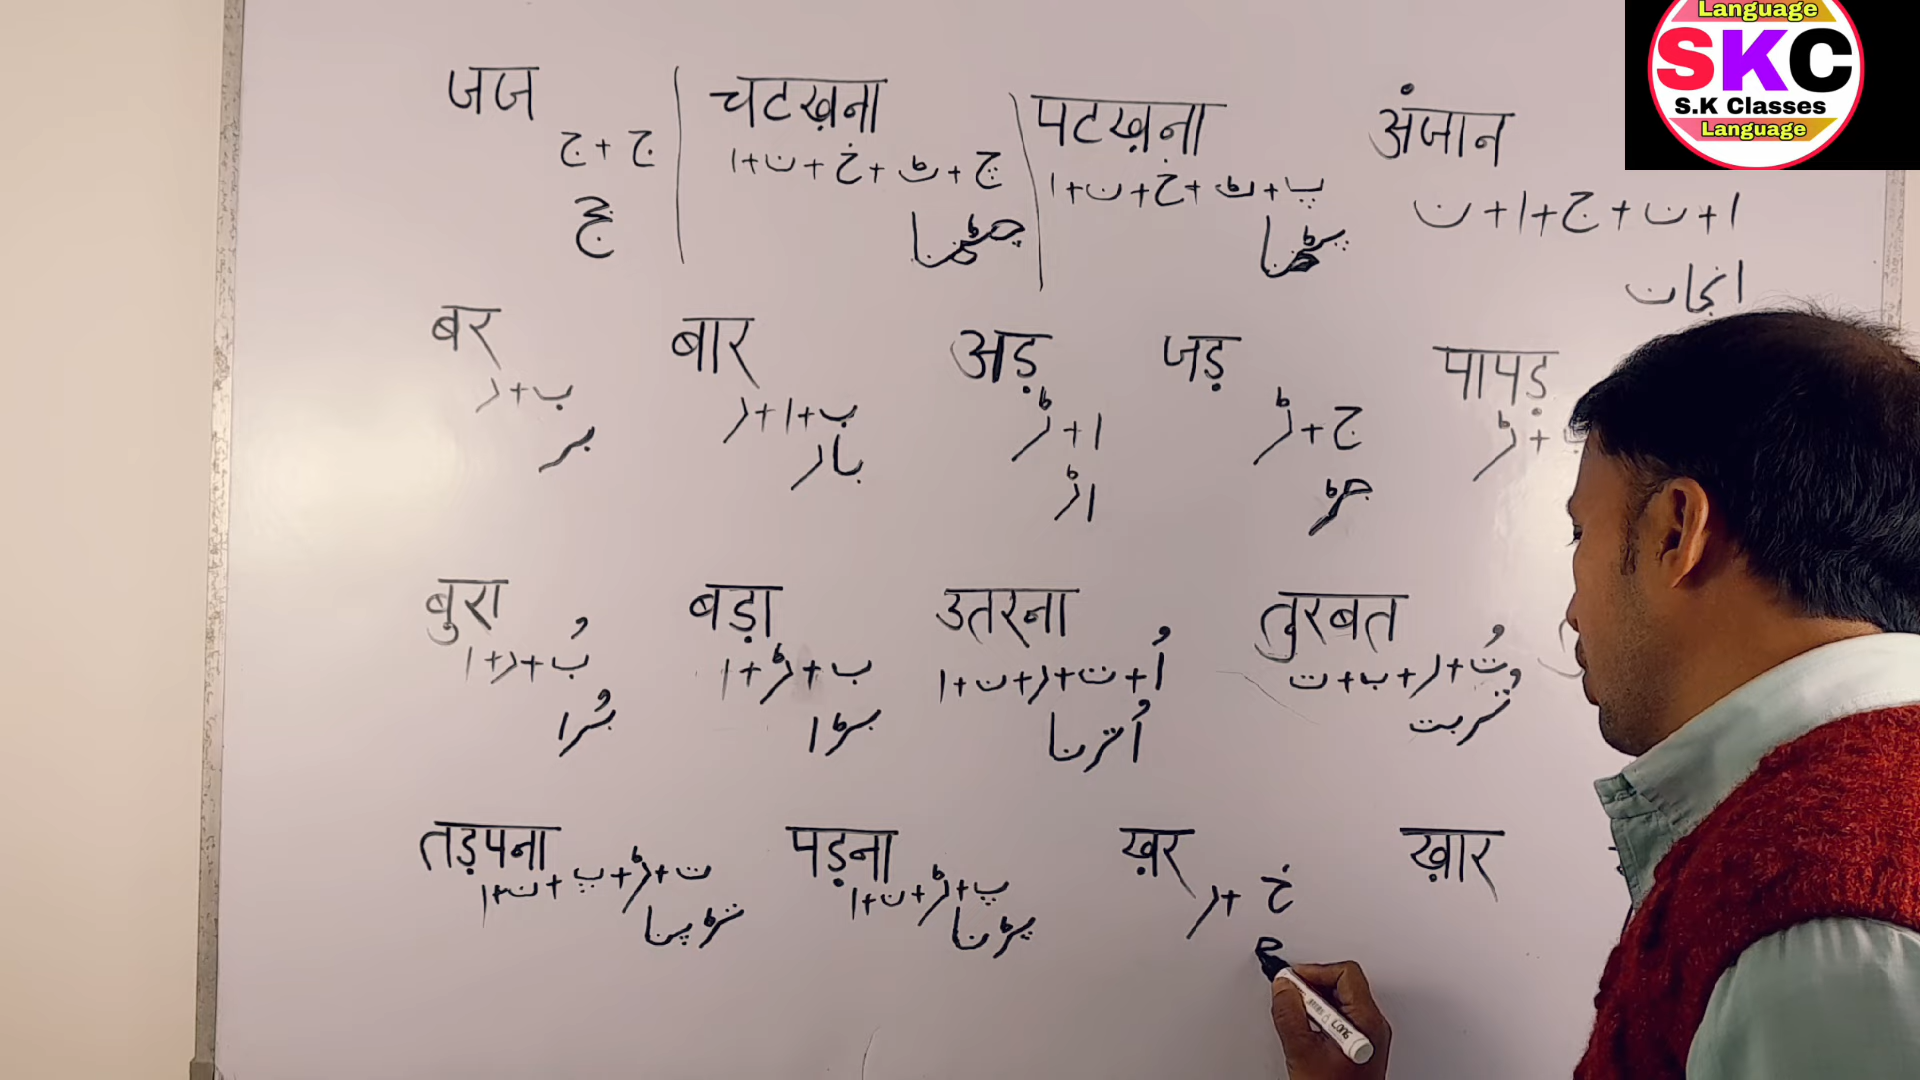 Language
SKC
S.K Classes
Language
जज
ج + ج
جج
चटख़ना
چ + ٹ + خ + ن + ا
چٹخنا
पटख़ना
پ + ٹ + خ + ن + ا
پٹخنا
अंजान
ا + ن + ج + ا + ن
انجان
बर
ب + ر
بر
बार
ب + ا + ر
بار
अड़
ا + ڑ
اڑ
जड़
ج + ڑ
جڑ
पापड़
+ ڑ
बुरा
بُ + ر + ا
بُرا
बड़ा
ب + ڑ + ا
بڑا
उतरना
اُ + ت + ر + ن + ا
اُترنا
तुरबत
تُ + ر + ب + ت
تُربت
तड़पना
ت + ڑ + پ + ن + ا
تڑپنا
पड़ना
پ + ڑ + ن + ا
پڑنا
ख़र
خ + ر
ख़ार